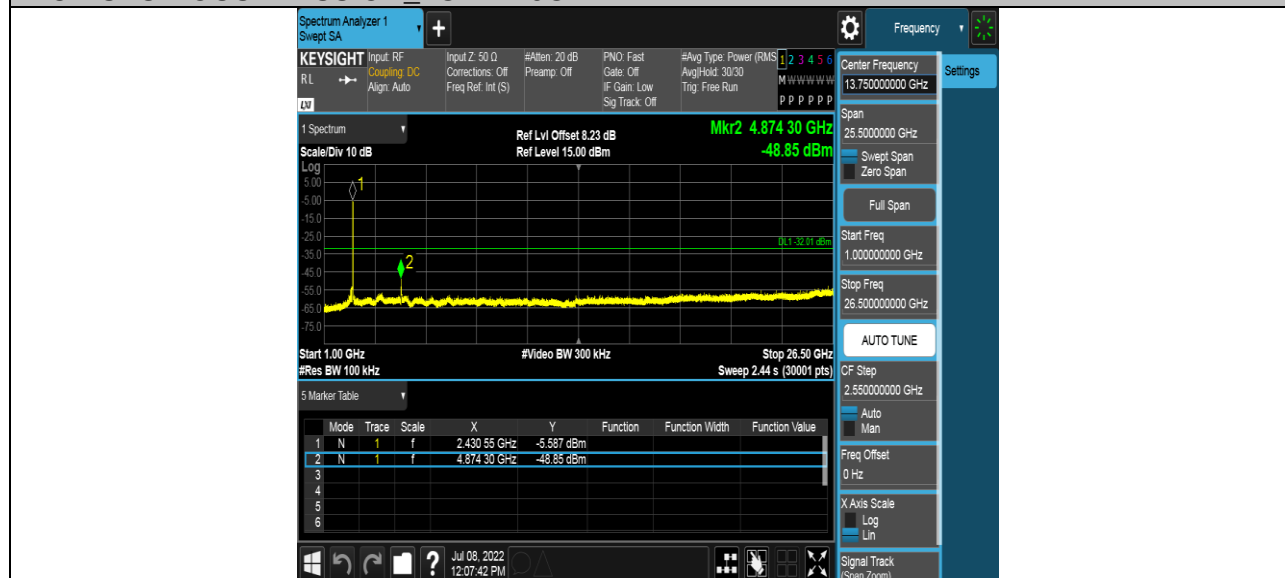 Spectrum Analyzer 1
Swept SA
+
Frequency
KEYSIGHT
RL
LXI
Input: RF
Coupling: DC
Align: Auto
Input Z: 50 Ω
Corrections: Off
Freq Ref: Int (S)
#Atten: 20 dB
Preamp: Off
PNO: Fast
Gate: Off
IF Gain: Low
Sig Track: Off
#Avg Type: Power (RMS
Avg|Hold: 30/30
Trig: Free Run
1 2 3 4 5 6
M W W W W W
P P P P P P
1 Spectrum
Scale/Div 10 dB
Ref Lvl Offset 8.23 dB
Ref Level 15.00 dBm
Mkr2 4.874 30 GHz
-48.85 dBm
Log
5.00
-5.00
-15.0
-25.0
-35.0
-45.0
-55.0
-65.0
-75.0
1
2
DL1 -32.01 dBm
Start 1.00 GHz
#Video BW 300 kHz
Stop 26.50 GHz
#Res BW 100 kHz
Sweep 2.44 s (30001 pts)
5 Marker Table
Mode Trace Scale X Y Function Function Width Function Value
1 N 1 f 2.430 55 GHz -5.587 dBm
2 N 1 f 4.874 30 GHz -48.85 dBm
3
4
5
6
?
Jul 08, 2022
12:07:42 PM
Center Frequency
13.750000000 GHz
Settings
Span
25.5000000 GHz
Swept Span
Zero Span
Full Span
Start Freq
1.000000000 GHz
Stop Freq
26.500000000 GHz
AUTO TUNE
CF Step
2.550000000 GHz
Auto
Man
Freq Offset
0 Hz
X Axis Scale
Log
Lin
Signal Track
(Span Zoom)